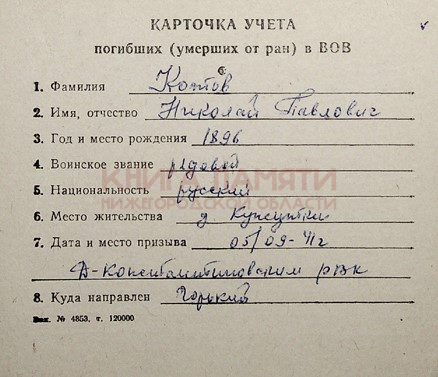 КАРТОЧКА УЧЕТА
погибших (умерших от ран) в ВОВ
1. Фамилия Котов
2. Имя, отчество Николай Павлович
3. Год и место рождения 1896
4. Воинское звание рядовой
5. Национальность русский
КНИГА ПАМЯТИ
НИЖЕГОРОДСКОЙ ОБЛАСТИ
6. Место жительства д
7. Дата и место призыва 05/09-41г
Д-Константиновским рвк
8. Куда направлен Горький
Зак. № 4853, т. 120000